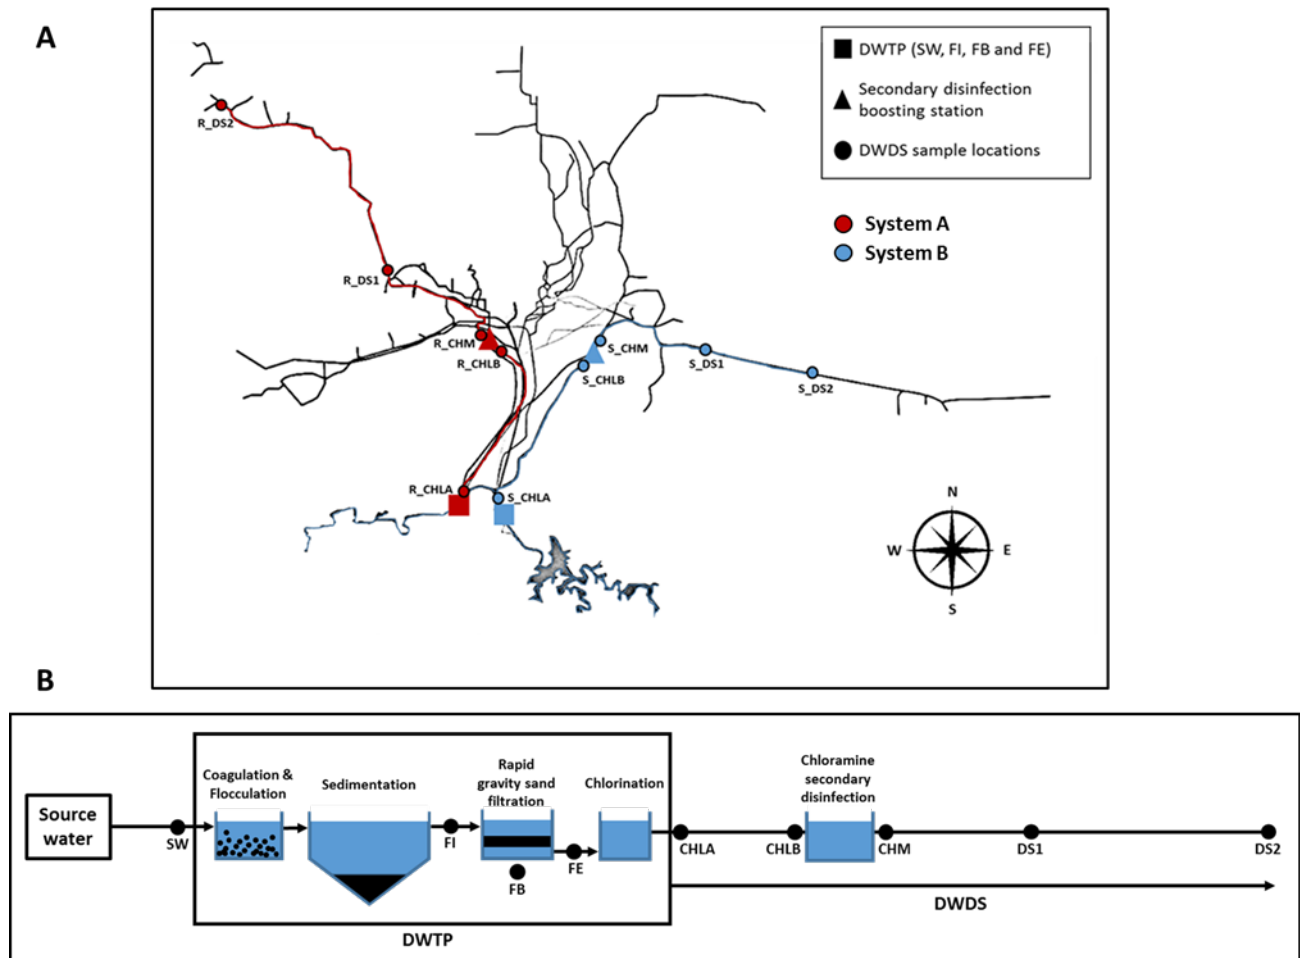 A
DWTP (SW, FI, FB and FE)
Secondary disinfection
boosting station
DWDS sample locations
System A
System B
R_DS2
R_DS1
R_CHM
R_CHLB
S_CHM
S_CHLB
S_DS1
S_DS2
R_CHLA
S_CHLA
N
W
E
S
B
Source
water
SW
Coagulation &
Flocculation
Sedimentation
FI
Rapid
gravity sand
filtration
FB
FE
Chlorination
DWTP
CHLA
CHLB
Chloramine
secondary
disinfection
CHM
DS1
DS2
DWDS